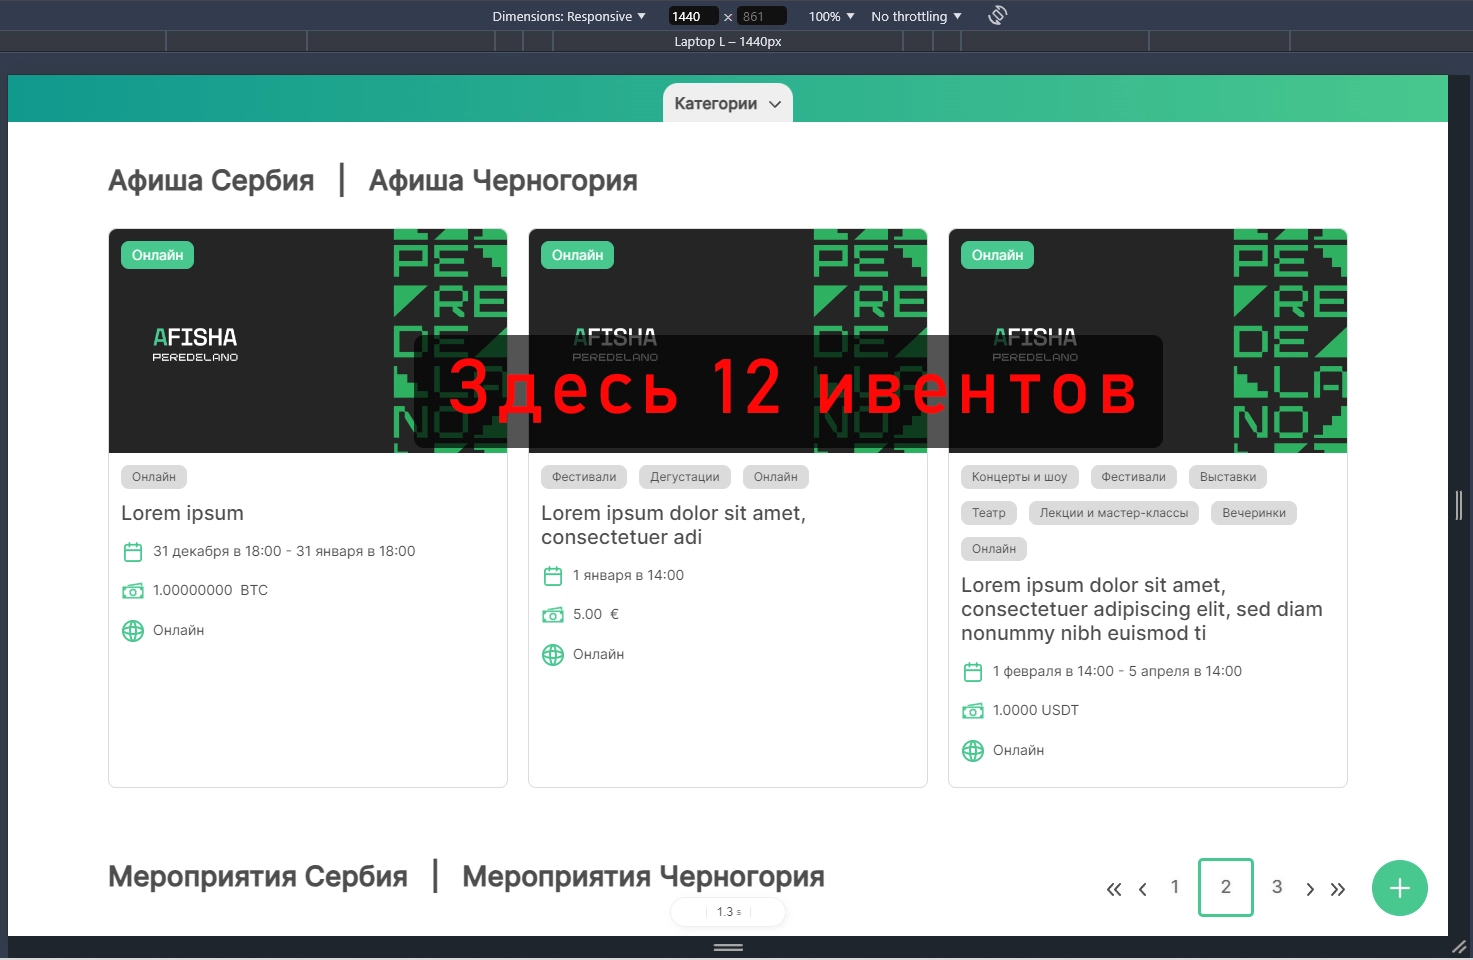 Dimensions: Responsive 1440 × 861 100% No throttling
Laptop L – 1440px
Категории
Афиша Сербия | Афиша Черногория
Онлайн
AFISHA
PEREDELANO
PE
RE
DE
LA
NO
Онлайн
AFISHA
PEREDELANO
PE
RE
DE
LA
NO
Онлайн
AFISHA
PEREDELANO
PE
RE
DE
LA
NO
Здесь 12 ивентов
Онлайн
Lorem ipsum
31 декабря в 18:00 - 31 января в 18:00
1.00000000 BTC
Онлайн
Фестивали Дегустации Онлайн
Lorem ipsum dolor sit amet,
consectetuer adi
1 января в 14:00
5.00 €
Онлайн
Концерты и шоу Фестивали Выставки
Театр Лекции и мастер-классы Вечеринки
Онлайн
Lorem ipsum dolor sit amet,
consectetuer adipiscing elit, sed diam
nonummy nibh euismod ti
1 февраля в 14:00 - 5 апреля в 14:00
1.0000 USDT
Онлайн
Мероприятия Сербия | Мероприятия Черногория
« ‹ 1 2 3 › » +
1.3 s